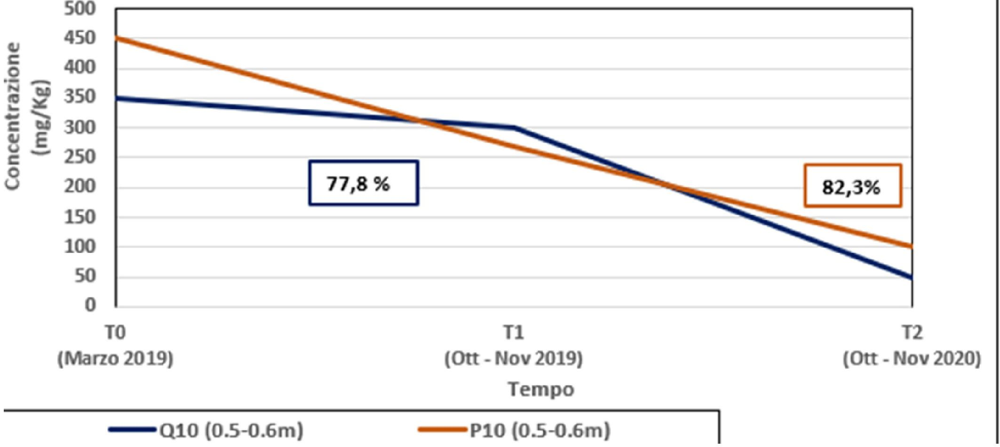 500
450
400
350
300
250
200
150
100
50
0
Concentrazione
(mg/Kg)
77,8 %
82,3%
T0
(Marzo 2019)
T1
(Ott - Nov 2019)
T2
(Ott - Nov 2020)
Tempo
Q10 (0.5-0.6m)
P10 (0.5-0.6m)